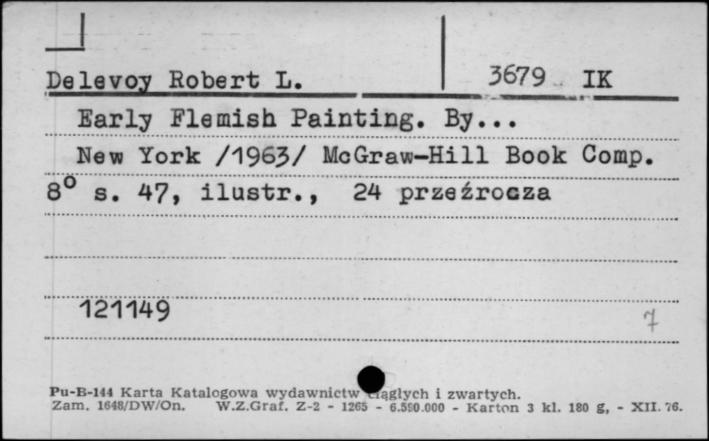 Delevoy Robert L. 3679 IK
Early Flemish Painting. By...
New York /1963/ McGraw-Hill Book Comp.
8° s. 47, ilustr., 24 przeźrocza
121149
7
Pu-B-144 Karta Katalogowa wydawnictw ciągłych i zwartych.
Zam. 1648/DW/On. W.Z.Graf. Z-2 - 1265 - 6.590.000 - Karton 3 kl. 180 g, - XII. 76.